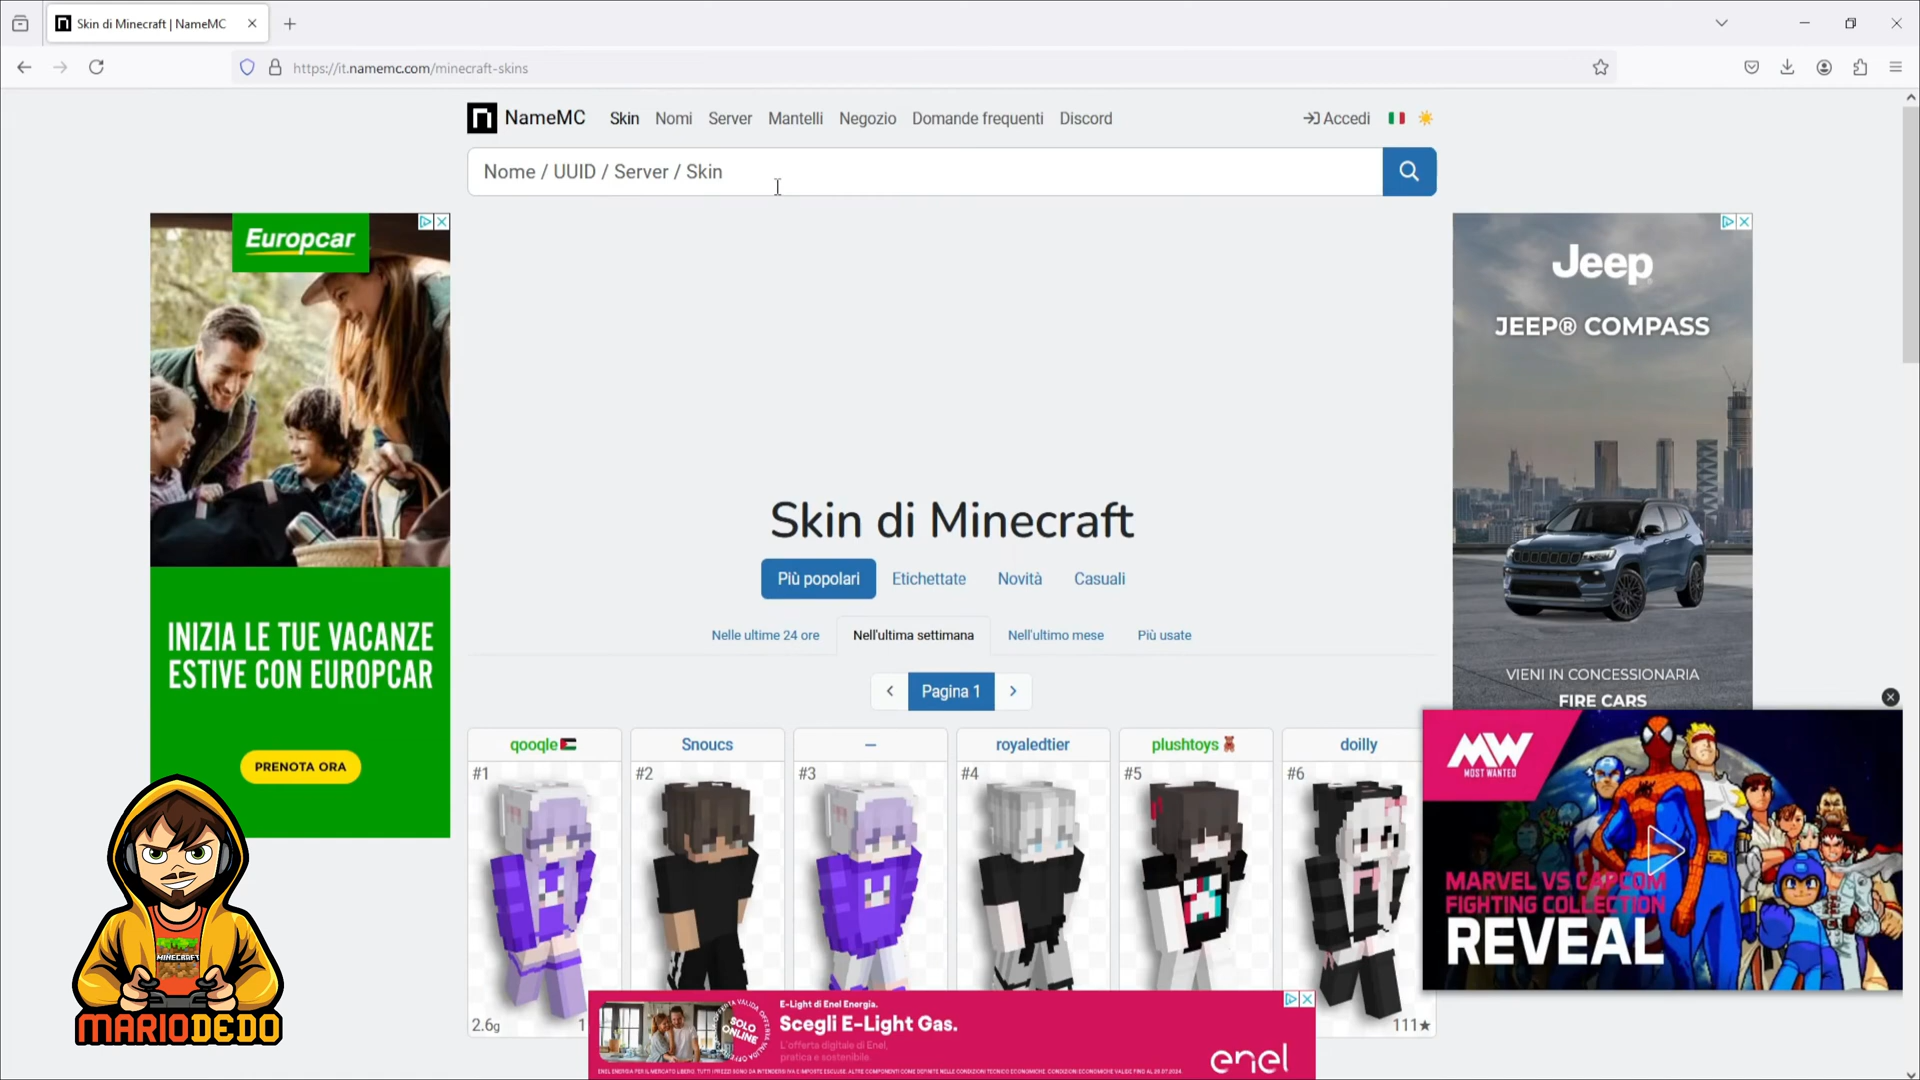 Skin di Minecraft | NameMC
https://it.namemc.com/minecraft-skins
NameMC
Skin
Nomi
Server
Mantelli
Negozio
Domande frequenti
Discord
Accedi
Nome / UUID / Server / Skin
Europcar
INIZIA LE TUE VACANZE
ESTIVE CON EUROPCAR
PRENOTA ORA
Jeep
JEEP® COMPASS
VIENI IN CONCESSIONARIA
FIRE CARS
Skin di Minecraft
Più popolari
Etichettate
Novità
Casuali
Nelle ultime 24 ore
Nell'ultima settimana
Nell'ultimo mese
Più usate
Pagina 1
qooqle
Snoucs
—
royaledtier
plushtoys
doilly
#1
#2
#3
#4
#5
#6
2.6g
1
111★
MW
MOST WANTED
MARVEL VS CAPCOM
FIGHTING COLLECTION
REVEAL
MINECRAFT
MARIODEDO
SOLO
ONLINE
E-Light di Enel Energia.
Scegli E-Light Gas.
L'offerta digitale di Enel,
pratica e sostenibile.
enel